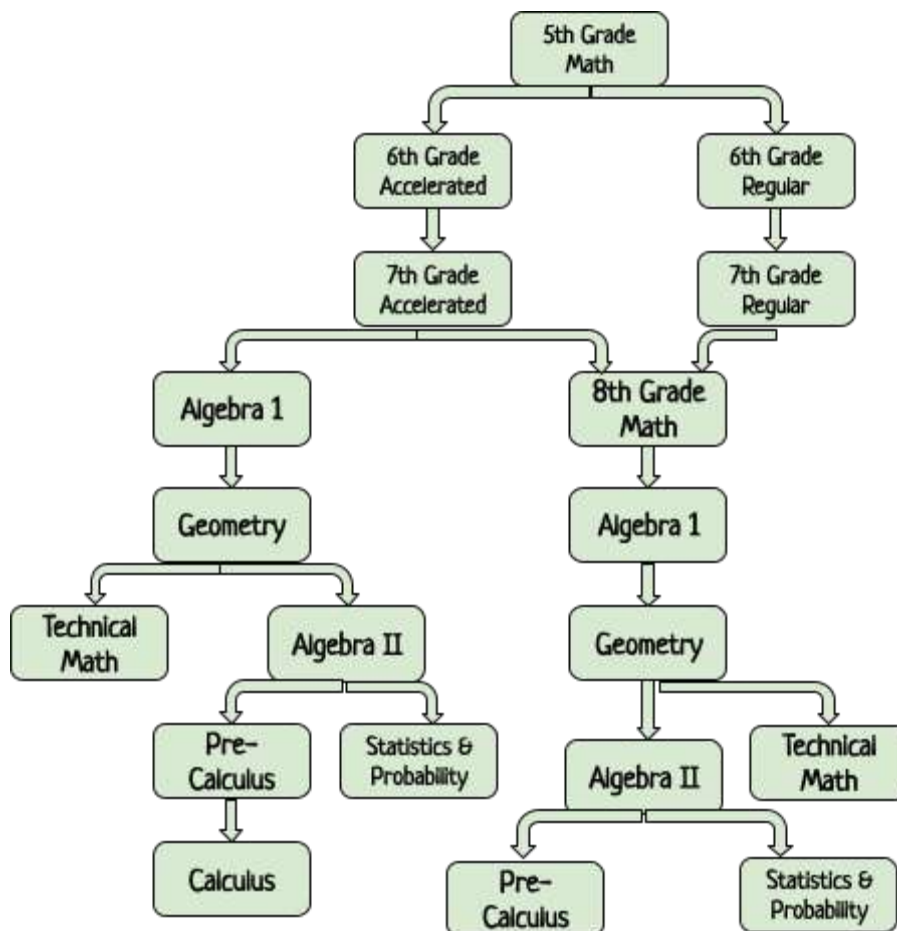 5th Grade
Math
6th Grade
Accelerated
6th Grade
Regular
7th Grade
Accelerated
7th Grade
Regular
Algebra 1
8th Grade
Math
Geometry
Algebra 1
Technical
Math
Algebra II
Geometry
Pre-
Calculus
Statistics &
Probability
Algebra II
Technical
Math
Calculus
Pre-
Calculus
Statistics &
Probability